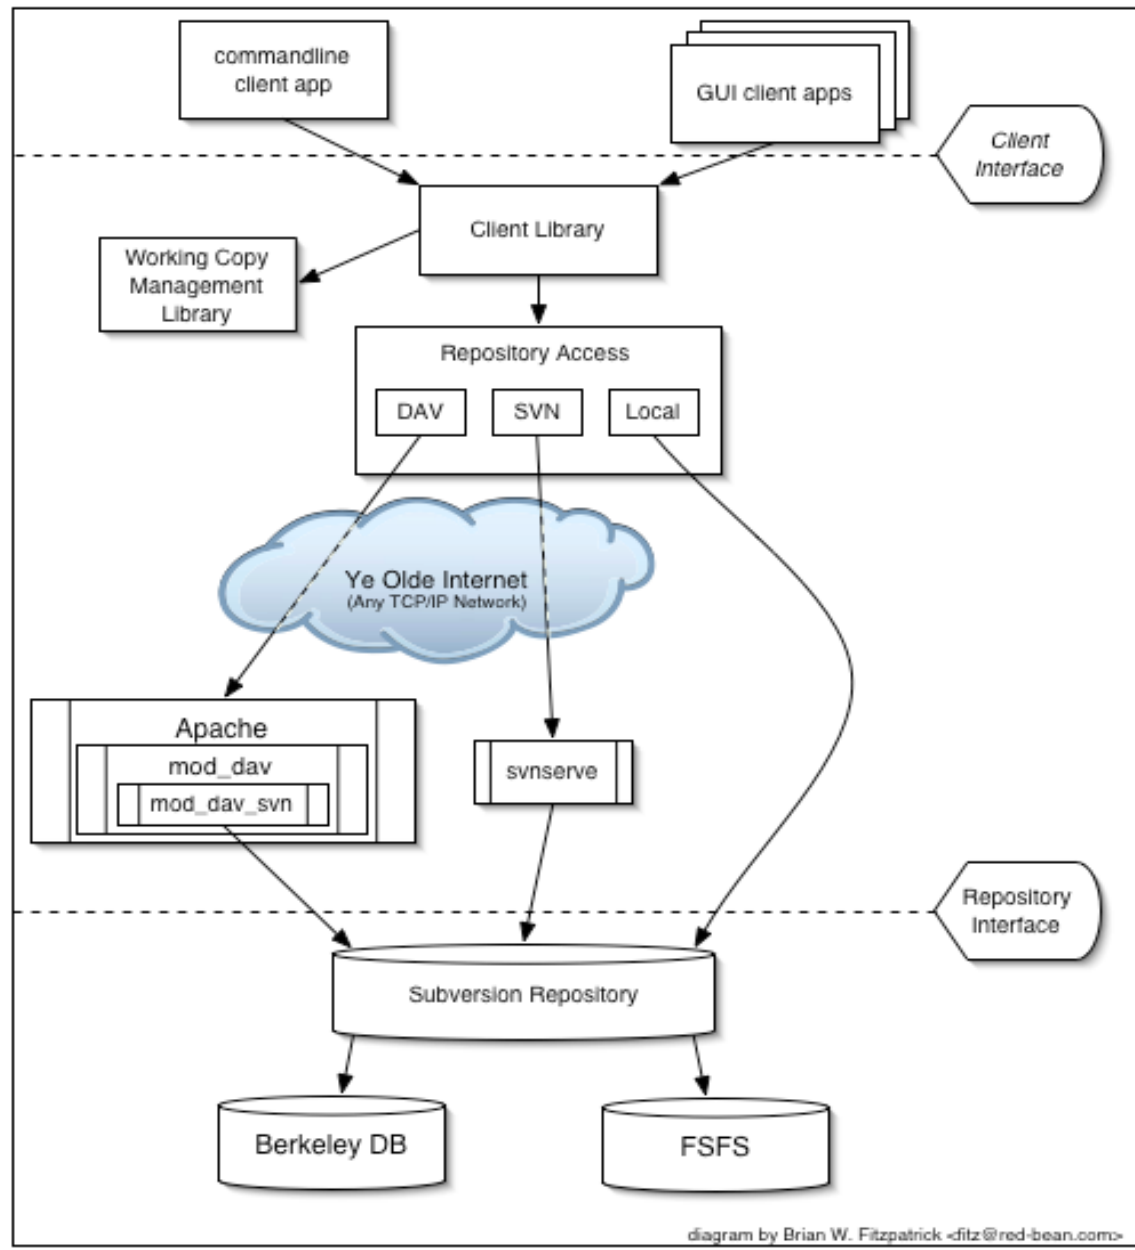 commandline
client app
GUI client apps
Client
Interface
Client Library
Working Copy
Management
Library
Repository Access
DAV
SVN
Local
Ye Olde Internet
(Any TCP/IP Network)
Apache
mod_dav
mod_dav_svn
svnserve
Repository
Interface
Subversion Repository
Berkeley DB
FSFS
diagram by Brian W. Fitzpatrick <fitz@red-bean.com>